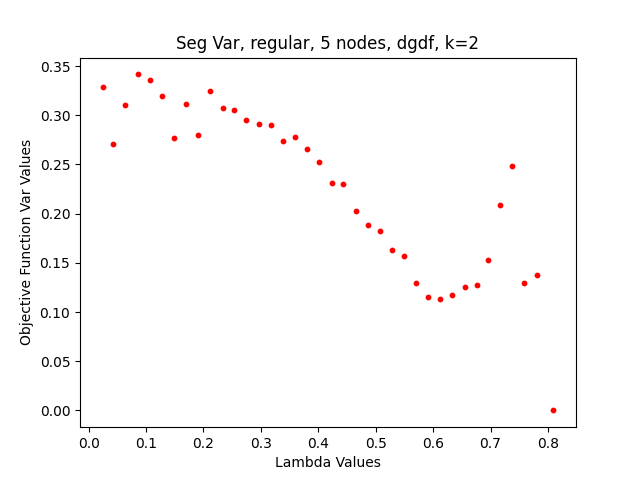 Seg Var, regular, 5 nodes, dgdf, k=2
0.35
0.30
0.25
0.20
0.15
0.10
0.05
0.00
Objective Function Var Values
0.0 0.1 0.2 0.3 0.4 0.5 0.6 0.7 0.8
Lambda Values